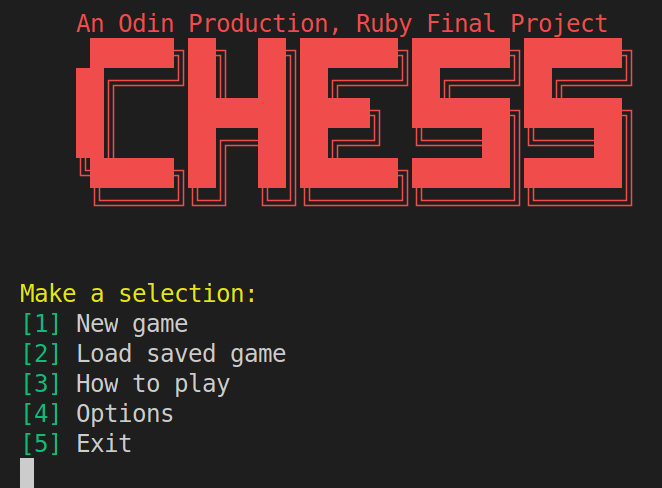 An Odin Production, Ruby Final Project
CHESS
Make a selection:
[1] New game
[2] Load saved game
[3] How to play
[4] Options
[5] Exit